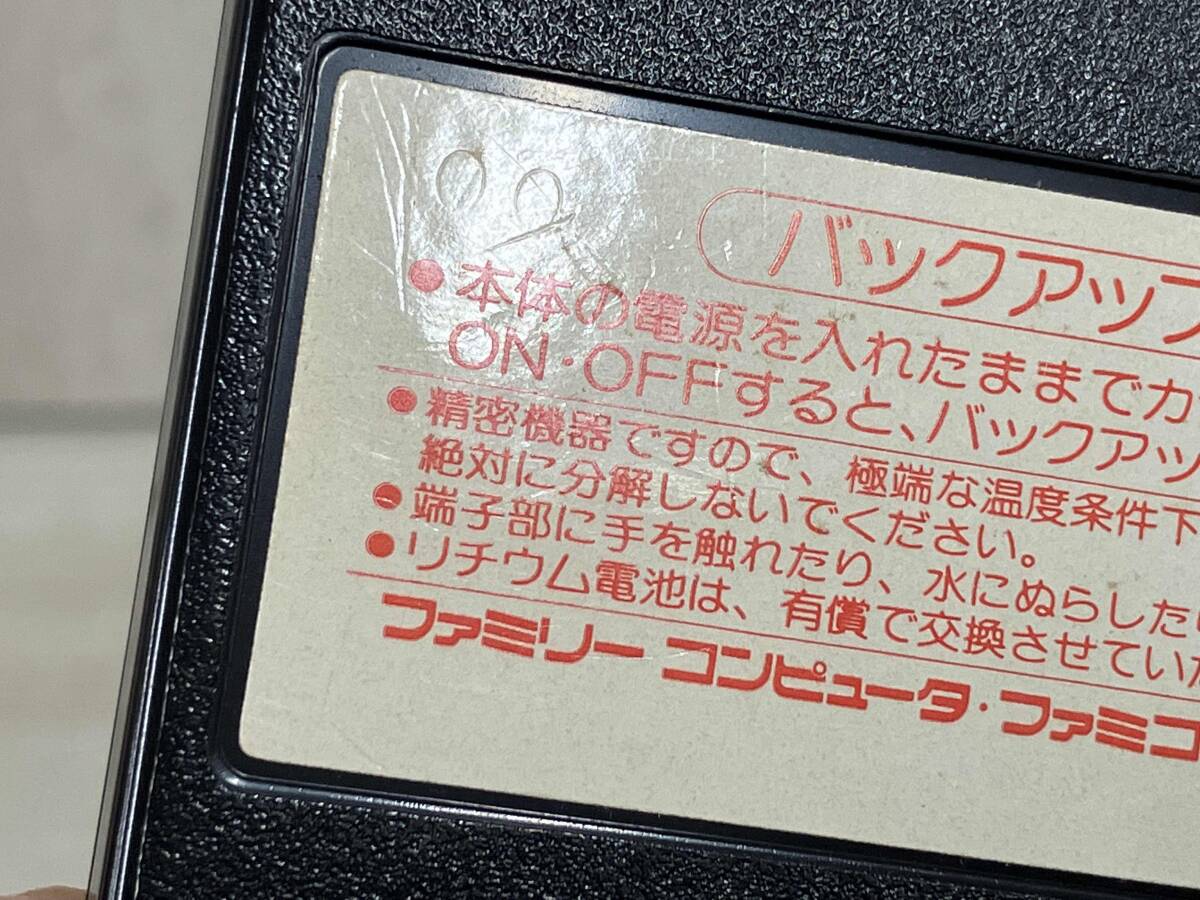 バックアップ
●本体の電源を入れたままでカ
ON・OFFすると、バックアッ
●精密機器ですので、極端な温度条件下
絶対に分解しないでください。
●端子部に手を触れたり、水にぬらした
●リチウム電池は、有償で交換させてい
ファミリー コンピュータ・ファミコ